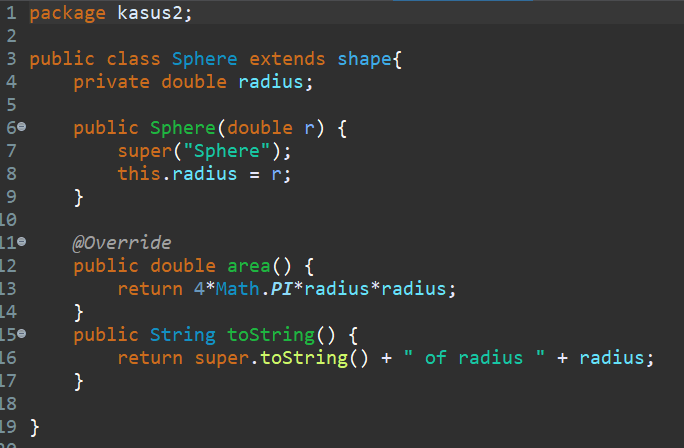 1 package kasus2;
2
3 public class Sphere extends shape{
4 private double radius;
5
6 public Sphere(double r) {
7 super("Sphere");
8 this.radius = r;
9 }
10
11 @Override
12 public double area() {
13 return 4*Math.PI*radius*radius;
14 }
15 public String toString() {
16 return super.toString() + " of radius " + radius;
17 }
18
19 }